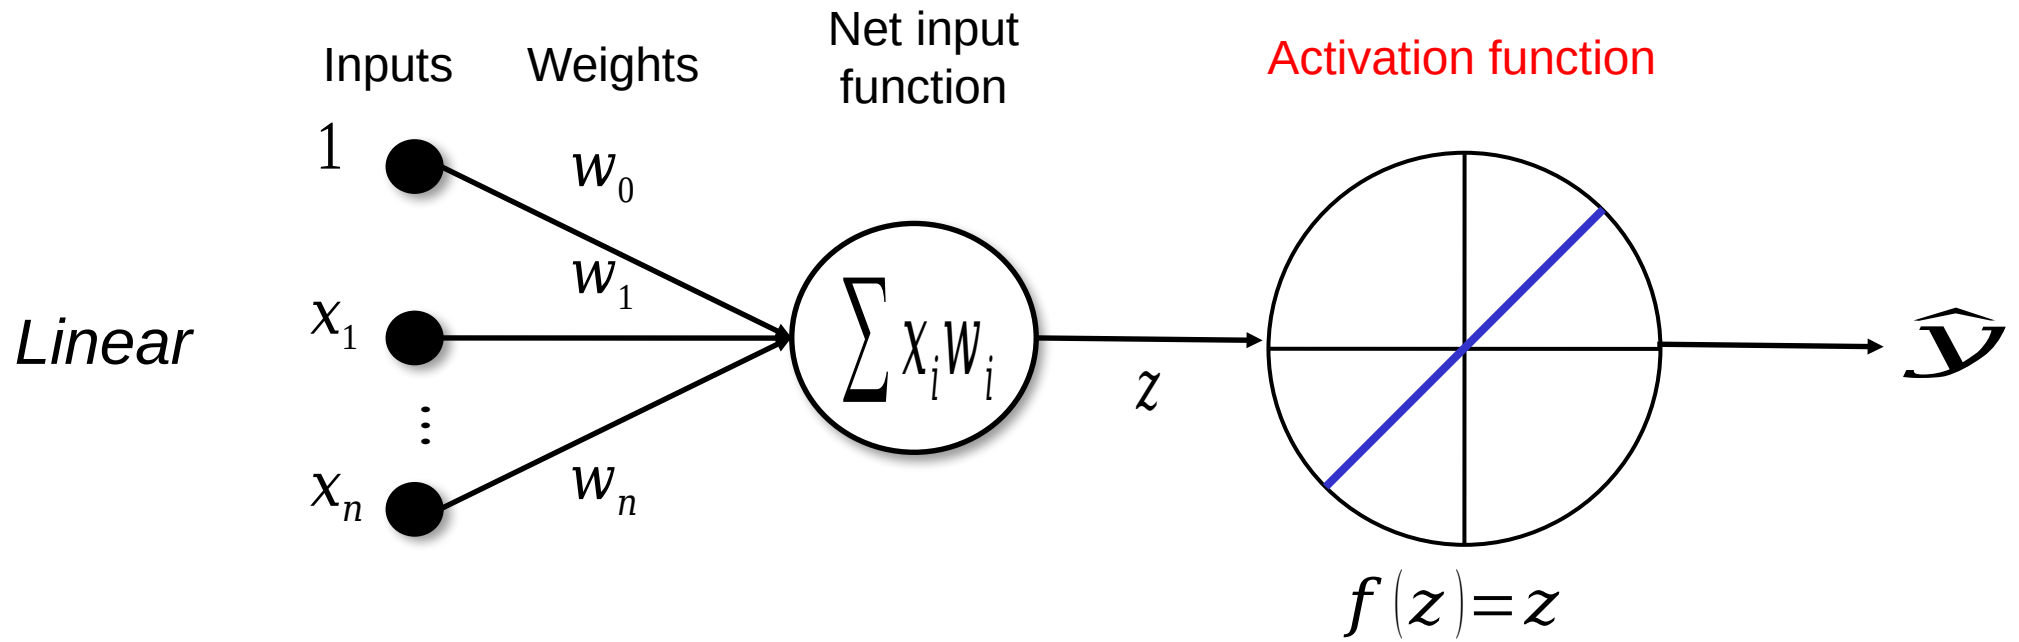 Inputs
Weights
Net input
function
Activation function
1
w₀
w₁
x₁
Linear
∑ xᵢwᵢ
z
ŷ
⋮
xₙ
wₙ
f(z)=z